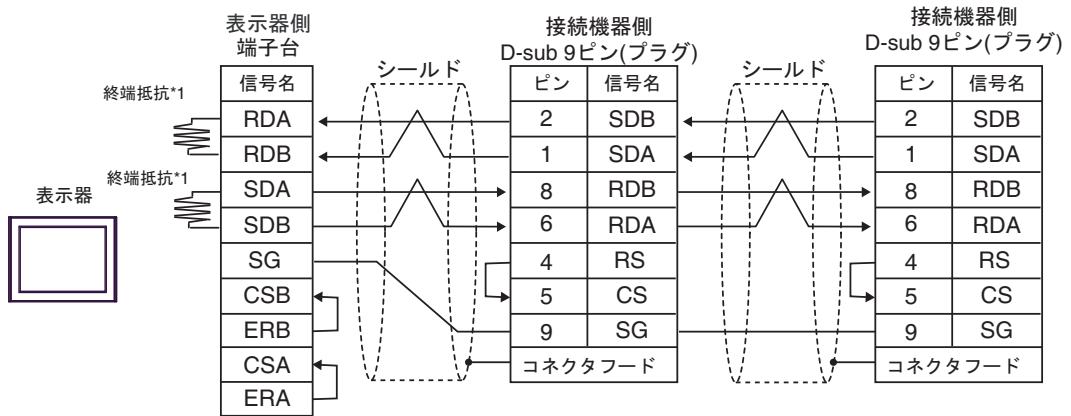 表示器側
端子台
接続機器側
D-sub 9ピン(プラグ)
接続機器側
D-sub 9ピン(プラグ)
終端抵抗*1
終端抵抗*1
表示器
シールド
シールド
信号名
RDA
RDB
SDA
SDB
SG
CSB
ERB
CSA
ERA
ピン 信号名
2 SDB
1 SDA
8 RDB
6 RDA
4 RS
5 CS
9 SG
コネクタフード
ピン 信号名
2 SDB
1 SDA
8 RDB
6 RDA
4 RS
5 CS
9 SG
コネクタフード